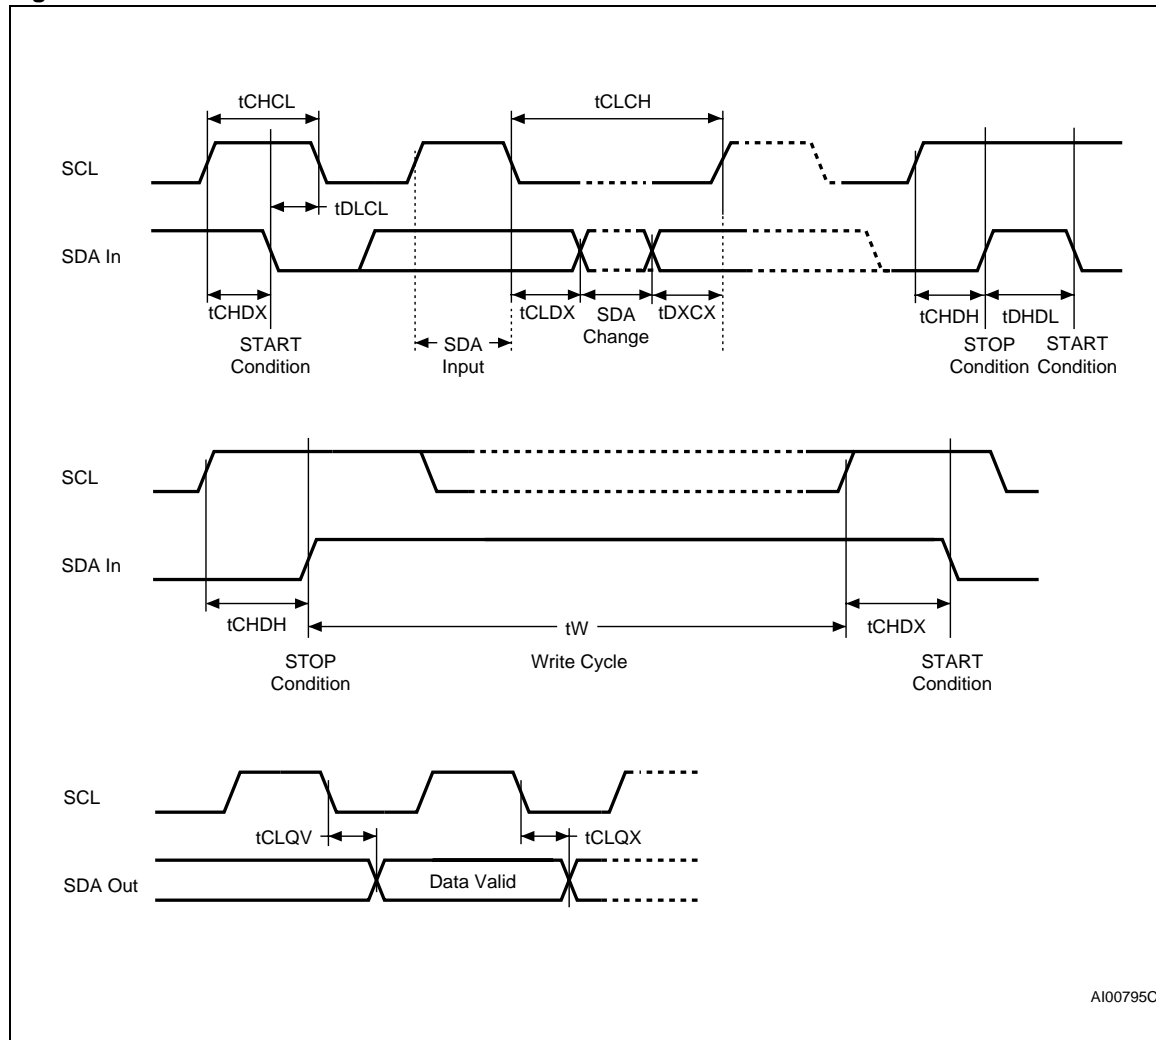 tCHCL
tCLCH
SCL
tDLCL
SDA In
tCHDX
tCLDX
SDA
Change
tDXCX
tCHDH
tDHDL
START
Condition
SDA
Input
STOP
Condition
START
Condition
SCL
SDA In
tCHDH
tW
tCHDX
STOP
Condition
Write Cycle
START
Condition
SCL
tCLQV
tCLQX
SDA Out
Data Valid
AI00795C